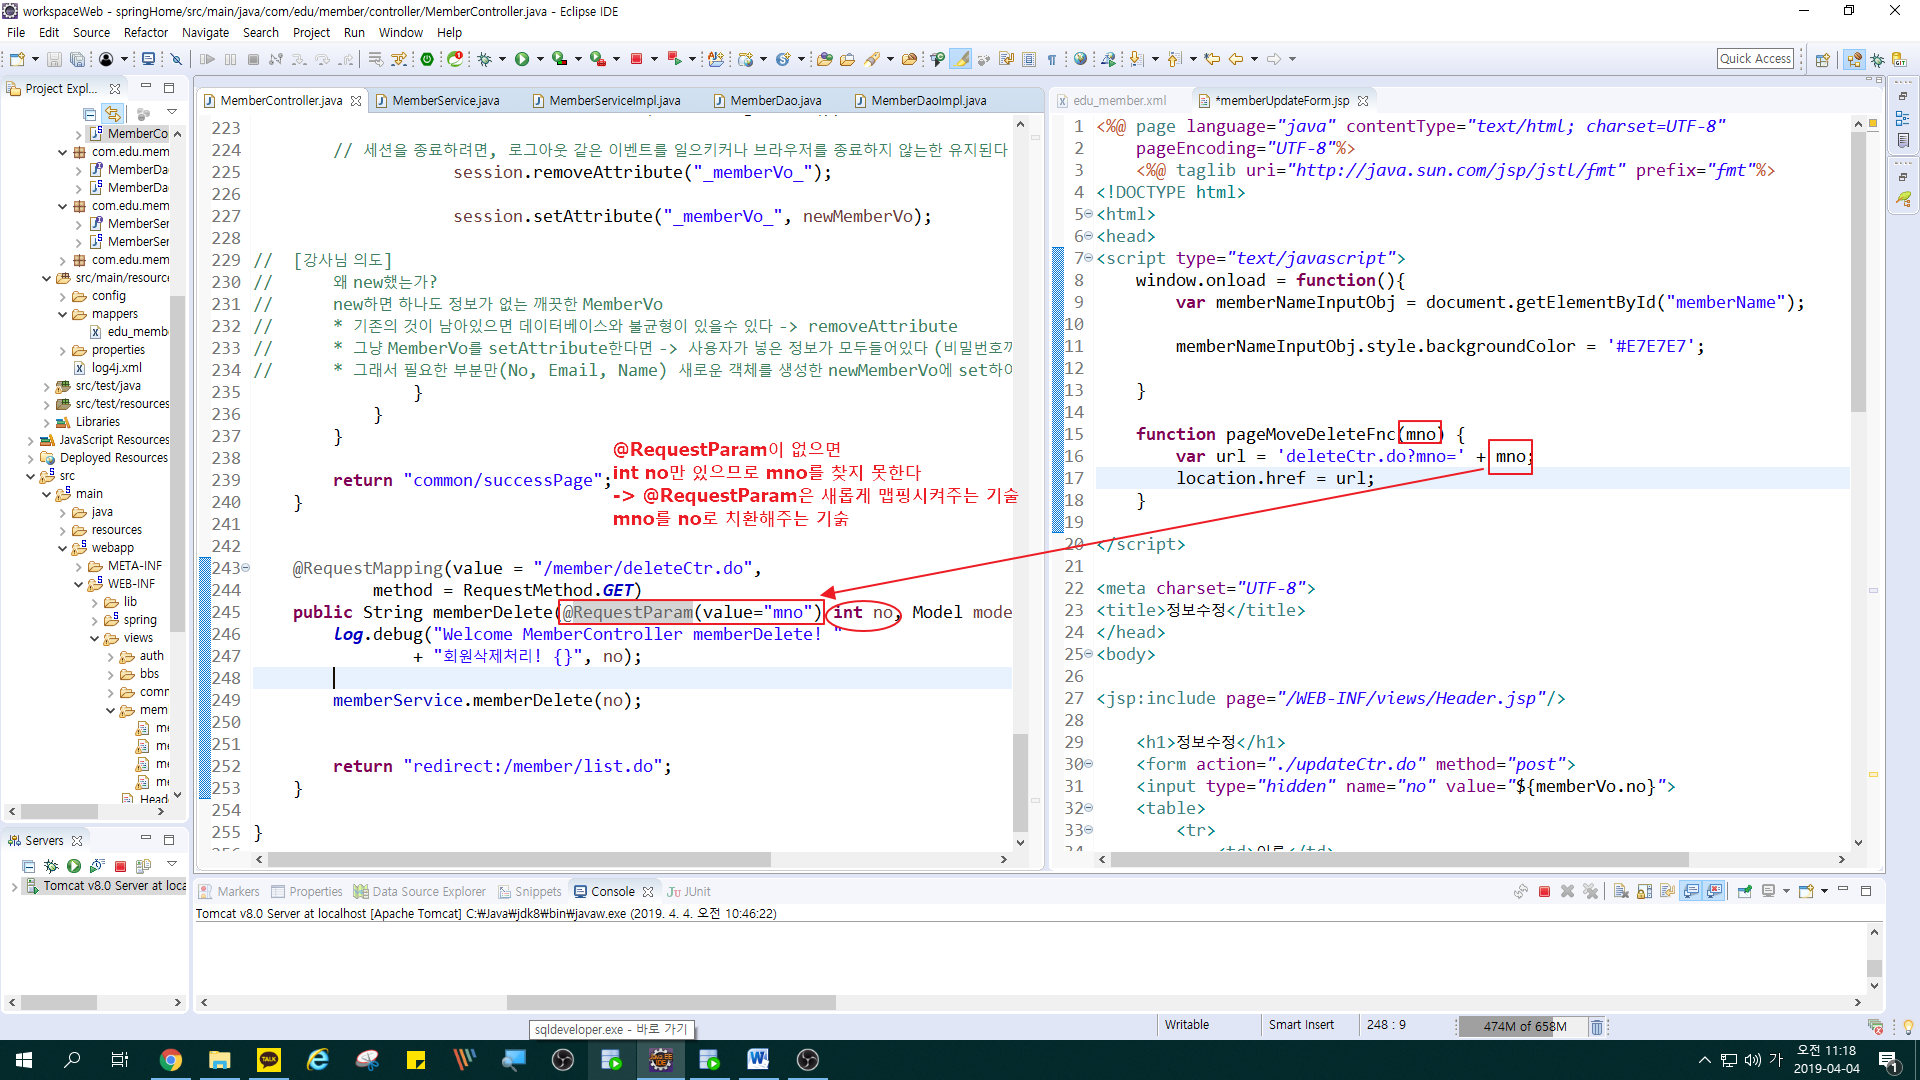 workspaceWeb - springHome/src/main/java/com/edu/member/controller/MemberController.java - Eclipse IDE
File Edit Source Refactor Navigate Search Project Run Window Help
Quick Access
Project Expl...
MemberCo
com.edu.mem
MemberDa
MemberDa
com.edu.mem
MemberSer
MemberSer
com.edu.mem
src/main/resource
config
mappers
edu_memb
properties
log4j.xml
src/test/java
src/test/resources
Libraries
JavaScript Resources
Deployed Resources
src
main
java
resources
webapp
META-INF
WEB-INF
lib
spring
views
auth
bbs
comm
mem
me
me
me
me
Head
Servers
Tomcat v8.0 Server at loca
MemberController.java MemberService.java MemberServiceImpl.java MemberDao.java MemberDaoImpl.java
223
224 // 세션을 종료하려면, 로그아웃 같은 이벤트를 일으키커나 브라우저를 종료하지 않는한 유지된다
225 session.removeAttribute("_memberVo_");
226
227 session.setAttribute("_memberVo_", newMemberVo);
228
229 // [강사님 의도]
230 // 왜 new했는가?
231 // new하면 하나도 정보가 없는 깨끗한 MemberVo
232 // * 기존의 것이 남아있으면 데이터베이스와 불균형이 있을수 있다 -> removeAttribute
233 // * 그냥 MemberVo를 setAttribute한다면 -> 사용자가 넣은 정보가 모두들어있다 (비밀번호까
234 // * 그래서 필요한 부분만(No, Email, Name) 새로운 객체를 생성한 newMemberVo에 set하여
235 }
236 }
237 }
238
239 return "common/successPage";
240 }
241
242
243 @RequestMapping(value = "/member/deleteCtr.do",
244 method = RequestMethod.GET)
245 public String memberDelete(@RequestParam(value="mno") int no, Model mode
246 log.debug("Welcome MemberController memberDelete! "
247 + "회원삭제처리! {}", no);
248
249 memberService.memberDelete(no);
250
251
252 return "redirect:/member/list.do";
253 }
254
255 }
@RequestParam이 없으면
int no만 있으므로 mno를 찾지 못한다
-> @RequestParam은 새롭게 맵핑시켜주는 기술
mno를 no로 치환해주는 기술
edu_member.xml *memberUpdateForm.jsp
1 <%@ page language="java" contentType="text/html; charset=UTF-8"
2 pageEncoding="UTF-8"%>
3 <%@ taglib uri="http://java.sun.com/jsp/jstl/fmt" prefix="fmt"%>
4 <!DOCTYPE html>
5 <html>
6 <head>
7 <script type="text/javascript">
8 window.onload = function(){
9 var memberNameInputObj = document.getElementById("memberName");
10
11 memberNameInputObj.style.backgroundColor = '#E7E7E7';
12
13 }
14
15 function pageMoveDeleteFnc(mno) {
16 var url = 'deleteCtr.do?mno=' + mno;
17 location.href = url;
18 }
19
20 </script>
21
22 <meta charset="UTF-8">
23 <title>정보수정</title>
24 </head>
25 <body>
26
27 <jsp:include page="/WEB-INF/views/Header.jsp"/>
28
29 <h1>정보수정</h1>
30 <form action="./updateCtr.do" method="post">
31 <input type="hidden" name="no" value="${memberVo.no}">
32 <table>
33 <tr>
34 <td>이름</td>
Markers Properties Data Source Explorer Snippets Console JUnit
Tomcat v8.0 Server at localhost [Apache Tomcat] C:￦Java￦jdk8￦bin￦javaw.exe (2019. 4. 4. 오전 10:46:22)
sqldeveloper.exe - 바로 가기
Writable Smart Insert 248 : 9 474M of 658M
TALK
가
오전 11:18
2019-04-04
1